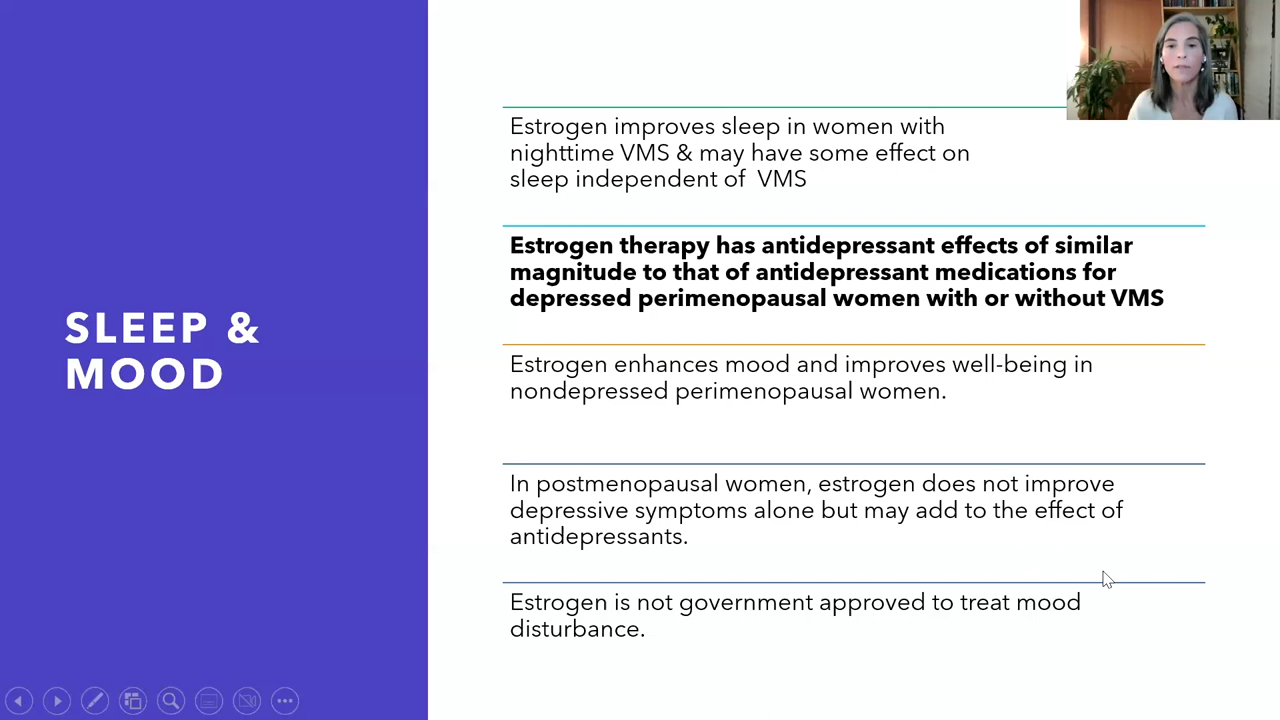 SLEEP &
MOOD
Estrogen improves sleep in women with
nighttime VMS & may have some effect on
sleep independent of  VMS
Estrogen therapy has antidepressant effects of similar
magnitude to that of antidepressant medications for
depressed perimenopausal women with or without VMS
Estrogen enhances mood and improves well-being in
nondepressed perimenopausal women.
In postmenopausal women, estrogen does not improve
depressive symptoms alone but may add to the effect of
antidepressants.
Estrogen is not government approved to treat mood
disturbance.